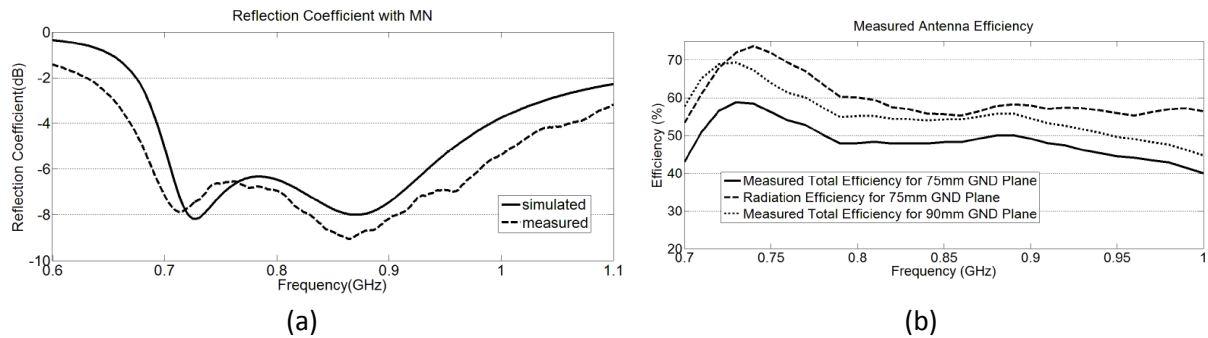 Reflection Coefficient with MN
Reflection Coefficient(dB)
0
-2
-4
-6
-8
-10
0.6
0.7
0.8
0.9
1
1.1
Frequency(GHz)
simulated
measured
(a)
Measured Antenna Efficiency
Efficiency (%)
70
60
50
40
30
20
0.7
0.75
0.8
0.85
0.9
0.95
1
Frequency (GHz)
Measured Total Efficiency for 75mm GND Plane
Radiation Efficiency for 75mm GND Plane
Measured Total Efficiency for 90mm GND Plane
(b)